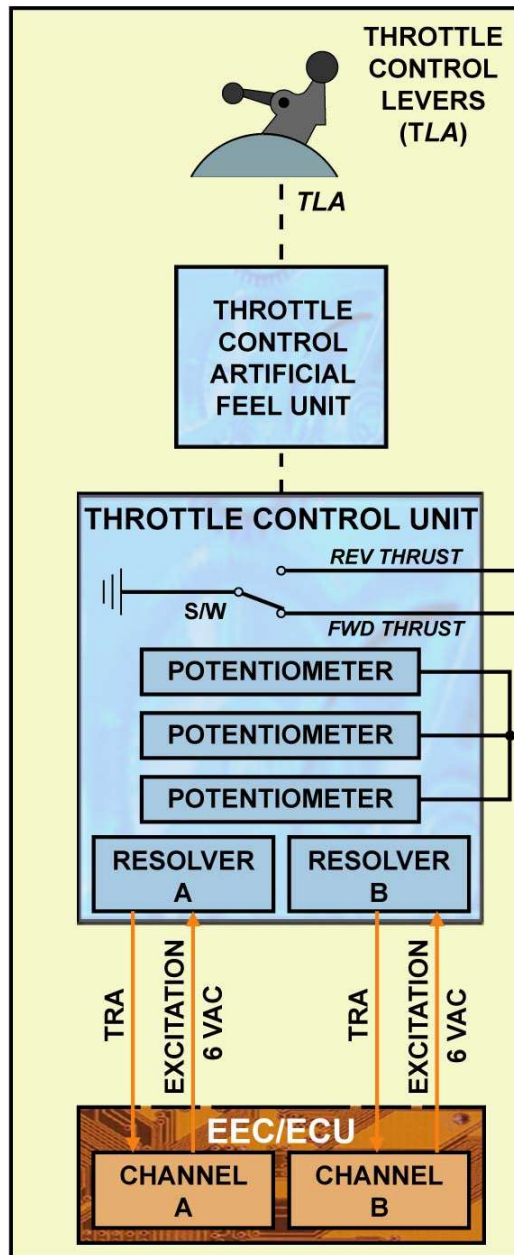 THROTTLE
CONTROL
LEVERS
(TLA)
TLA
THROTTLE
CONTROL
ARTIFICIAL
FEEL UNIT
THROTTLE CONTROL UNIT
REV THRUST
S/W
FWD THRUST
POTENTIOMETER
POTENTIOMETER
POTENTIOMETER
RESOLVER
A
RESOLVER
B
TRA
EXCITATION
6 VAC
TRA
EXCITATION
6 VAC
EEC/ECU
CHANNEL
A
CHANNEL
B